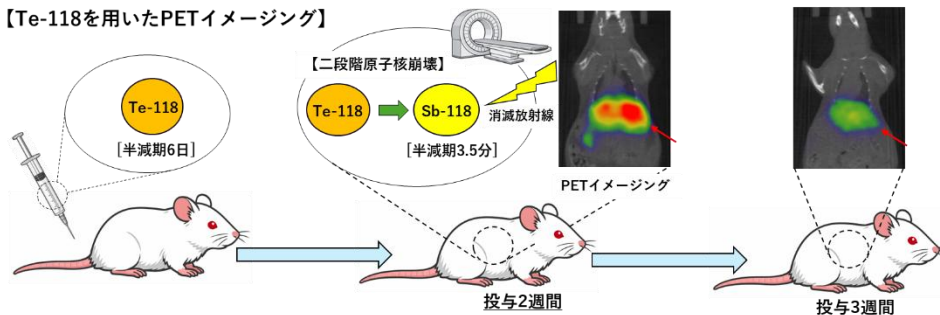 【Te-118を用いたPETイメージング】
Te-118
[半減期6日]
【二段階原子核崩壊】
Te-118
Sb-118
消滅放射線
[半減期3.5分]
PETイメージング
投与2週間
投与3週間